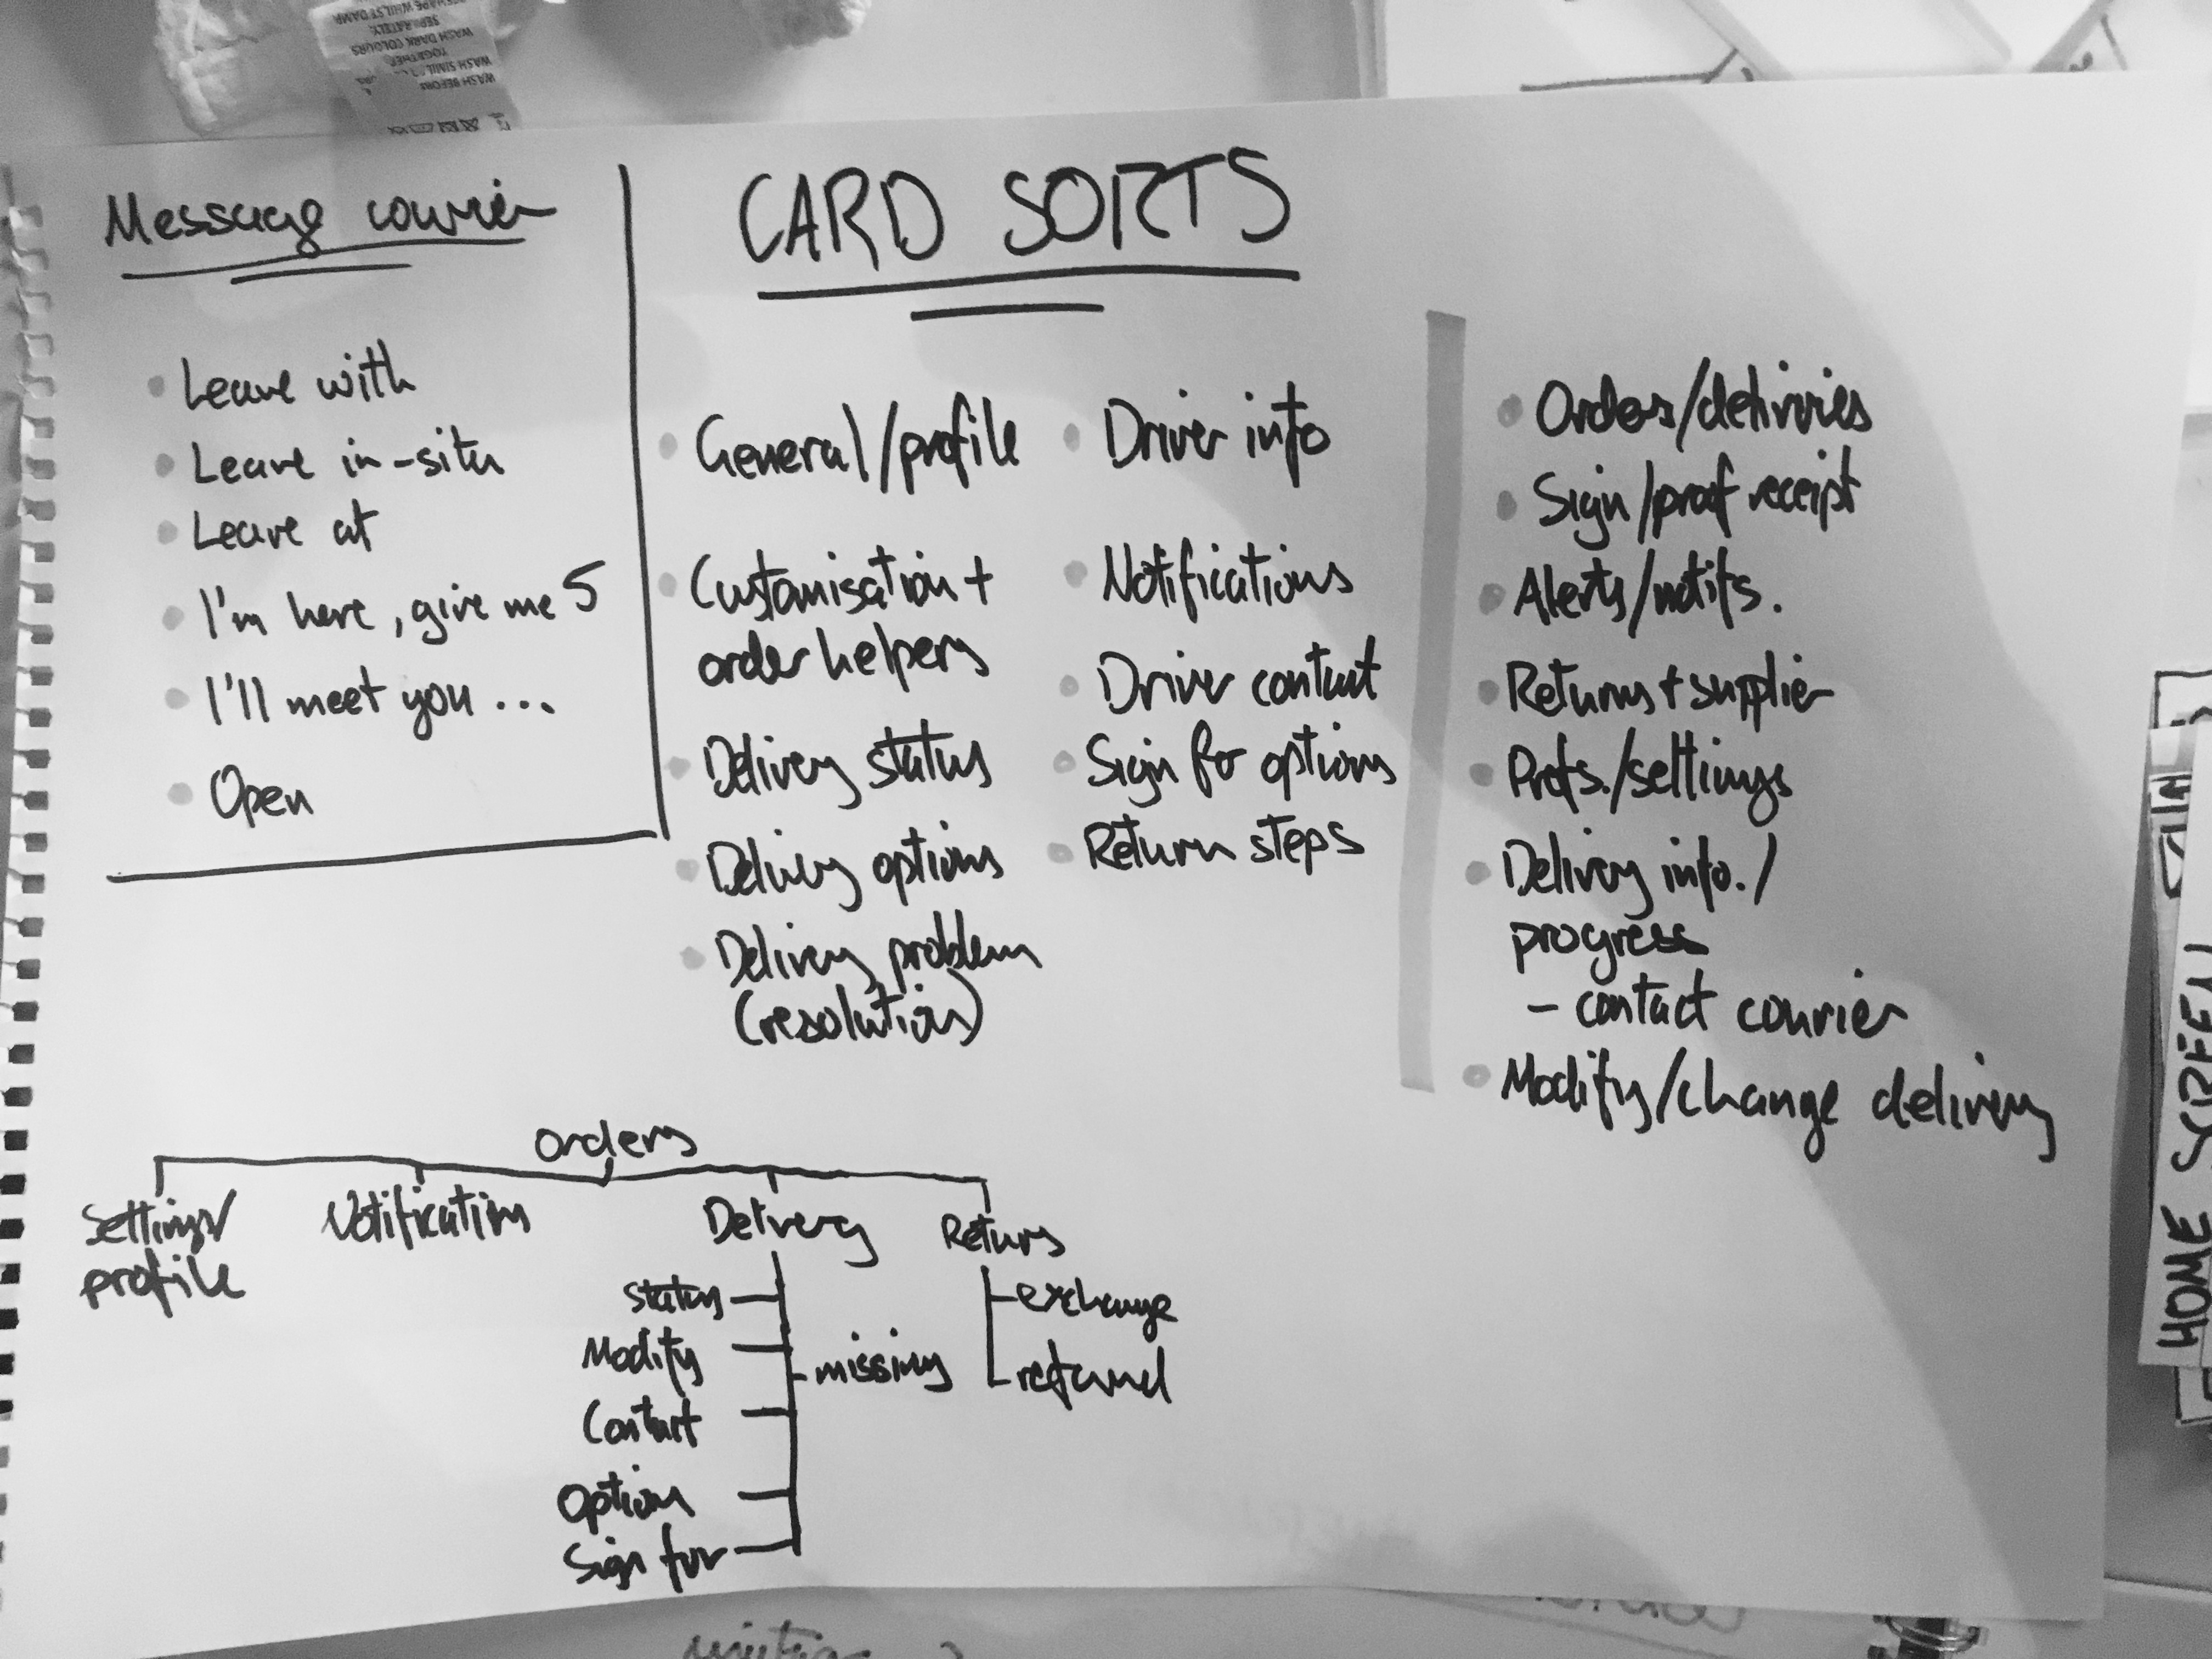 RESHAPE WHILST DAMP
SEPARATELY.
WASH DARK COLOURS
TOGETHER
WASH BEFORE
Message courier
Leave with
Leave in-situ
Leave at
I'm here, give me 5
I'll meet you ...
Open
CARD SORTS
General/profile
Customisation +
order helpers
Delivery status
Delivery options
Delivery problem
(resolution)
Driver info
Notifications
Driver contact
Sign for options
Return steps
Orders/deliveries
Sign/proof receipt
Alerts/notifs.
Returns + supplier
Prefs./settings
Delivery info./
progress
- contact courier
Modify/change delivery
orders
Settings/
profile
Notification
Delivery
Returs
status
Modify
Contact
Option
Sign for
missing
exchange
refund
HOME SCREEN